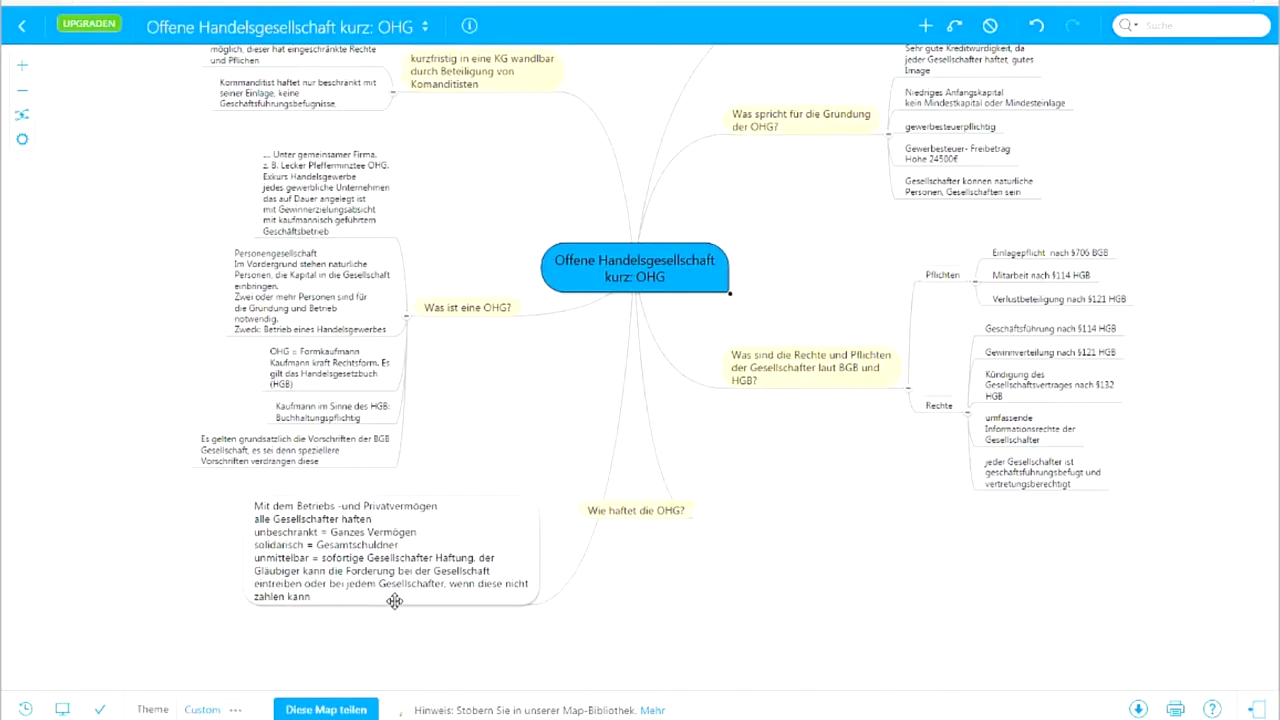 UPGRADEN
Offene Handelsgesellschaft kurz: OHG
Suche
möglich, dieser hat eingeschränkte Rechte
und Pflichen
Kommanditist haftet nur beschränkt mit
seiner Einlage, keine
Geschäftsführungsbefugnisse.
kurzfristig in eine KG wandlbar
durch Beteiligung von
Komanditisten
.... Unter gemeinsamer Firma,
z. B. Lecker Pfefferminztee OHG.
Exkurs Handelsgewerbe
jedes gewerbliche Unternehmen
das auf Dauer angelegt ist
mit Gewinnerzielungsabsicht
mit kaufmännisch geführtem
Geschäftsbetrieb
Personengesellschaft
Im Vordergrund stehen natürliche
Personen, die Kapital in die Gesellschaft
einbringen.
Zwei oder mehr Personen sind für
die Gründung und Betrieb
notwendig.
Zweck: Betrieb eines Handelsgewerbes
OHG = Formkaufmann
Kaufmann kraft Rechtsform. Es
gilt das Handelsgesetzbuch
(HGB)
Kaufmann im Sinne des HGB:
Buchhaltungspflichtig
Es gelten grundsätzlich die Vorschriften der BGB
Gesellschaft, es sei denn speziellere
Vorschriften verdrängen diese
Was ist eine OHG?
Mit dem Betriebs -und Privatvermögen
alle Gesellschafter haften
unbeschränkt = Ganzes Vermögen
solidarisch = Gesamtschuldner
unmittelbar = sofortige Gesellschafter Haftung, der
Gläubiger kann die Forderung bei der Gesellschaft
eintreiben oder bei jedem Gesellschafter, wenn diese nicht
zahlen kann
Wie haftet die OHG?
Offene Handelsgesellschaft
kurz: OHG
Was spricht für die Gründung
der OHG?
Sehr gute Kreditwürdigkeit, da
jeder Gesellschafter haftet, gutes
Image
Niedriges Anfangskapital
kein Mindestkapital oder Mindesteinlage
gewerbesteuerpflichtig
Gewerbesteuer- Freibetrag
Höhe 24500€
Gesellschafter können natürliche
Personen, Gesellschaften sein
Was sind die Rechte und Pflichten
der Gesellschafter laut BGB und
HGB?
Pflichten
Einlagepflicht nach §706 BGB
Mitarbeit nach §114 HGB
Verlustbeteiligung nach §121 HGB
Rechte
Geschäftsführung nach §114 HGB
Gewinnverteilung nach §121 HGB
Kündigung des
Gesellschaftsvertrages nach §132
HGB
umfassende
Informationsrechte der
Gesellschafter
jeder Gesellschafter ist
geschäftsführungsbefugt und
vertretungsberechtigt
Theme
Custom
Diese Map teilen
Hinweis: Stöbern Sie in unserer Map-Bibliothek. Mehr